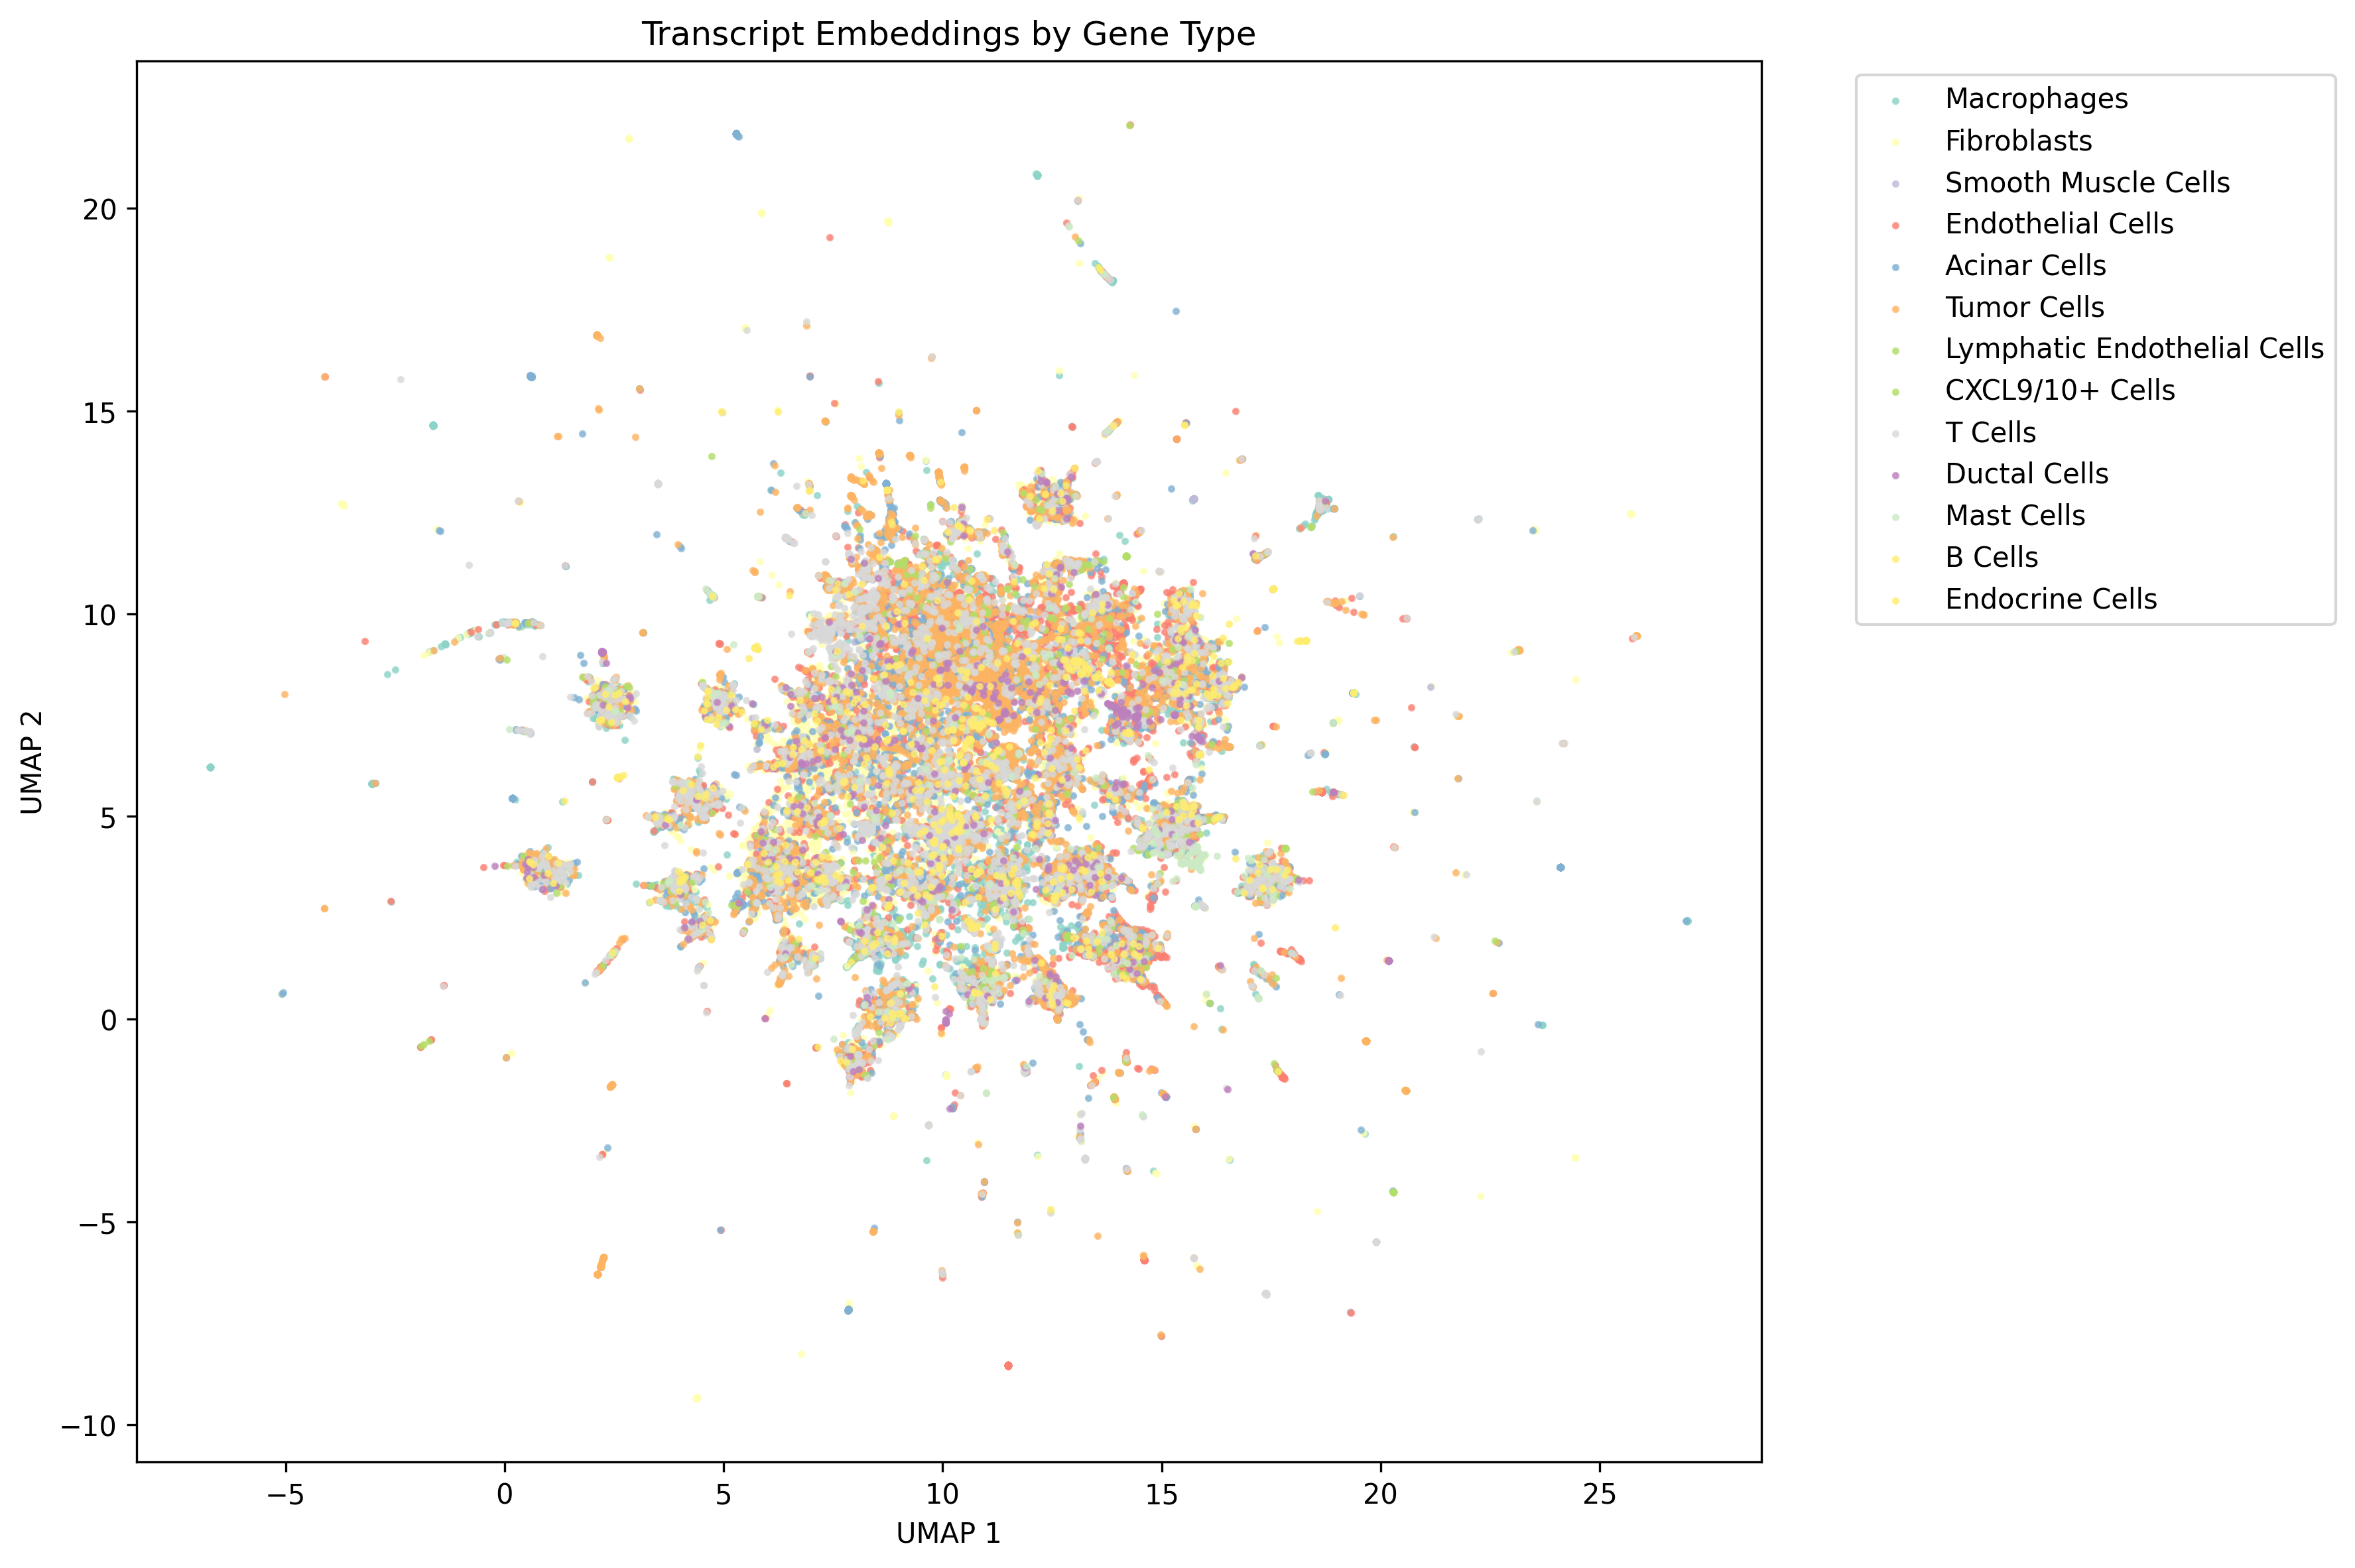 Transcript Embeddings by Gene Type
Macrophages
Fibroblasts
Smooth Muscle Cells
Endothelial Cells
Acinar Cells
Tumor Cells
Lymphatic Endothelial Cells
CXCL9/10+ Cells
T Cells
Ductal Cells
Mast Cells
B Cells
Endocrine Cells
UMAP 2
20
15
10
5
0
−5
−10
−5 0 5 10 15 20 25
UMAP 1